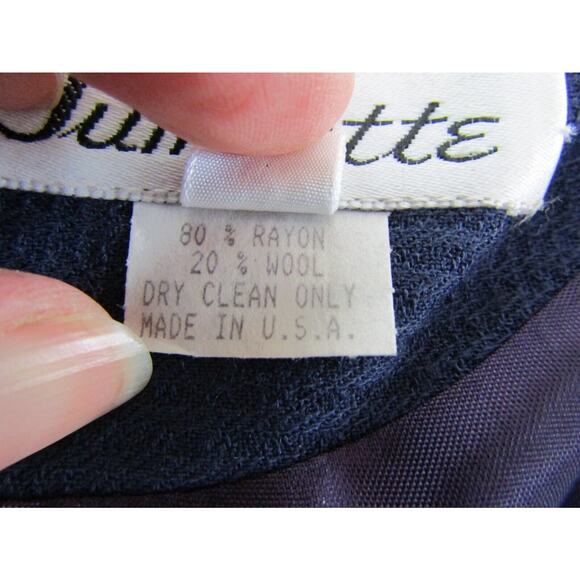 80 % RAYON
20 % WOOL
DRY CLEAN ONLY
MADE IN U.S.A.